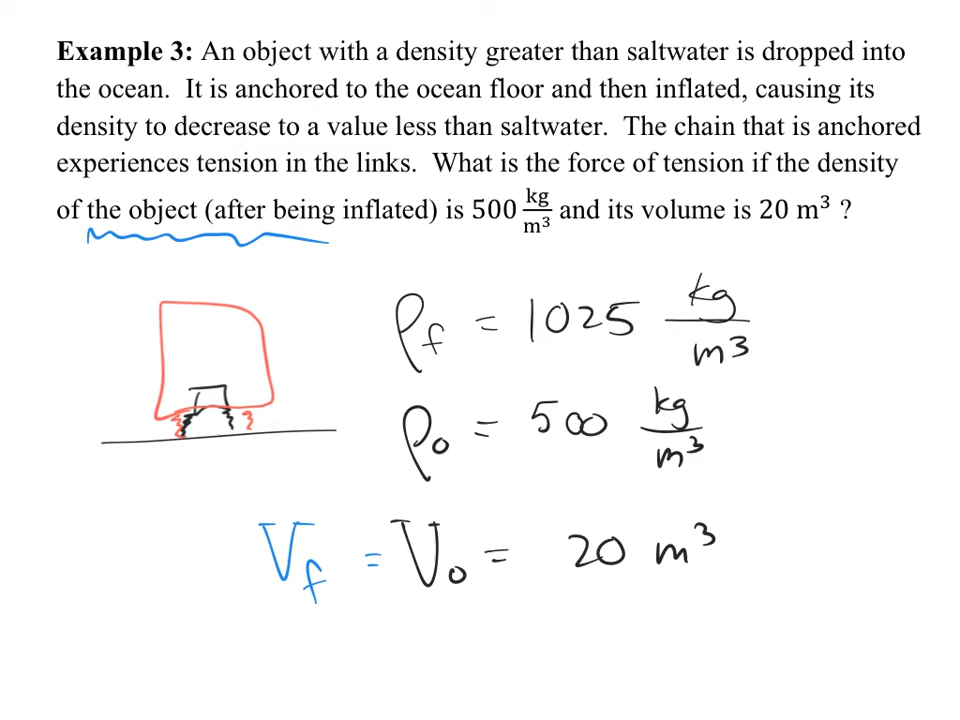 Example 3: An object with a density greater than saltwater is dropped into
the ocean. It is anchored to the ocean floor and then inflated, causing its
density to decrease to a value less than saltwater. The chain that is anchored
experiences tension in the links. What is the force of tension if the density
of the object (after being inflated) is 500 kg/m³ and its volume is 20 m³ ?
ρf = 1025 kg/m³
ρo = 500 kg/m³
Vf = Vo = 20 m³